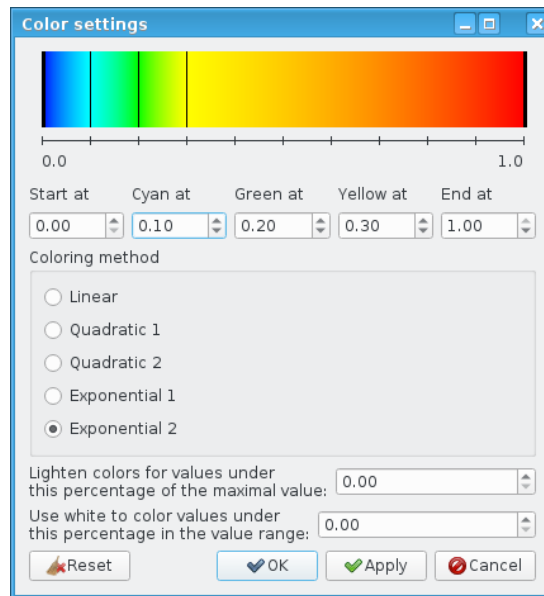 Color settings
0.0 1.0
Start at Cyan at Green at Yellow at End at
0.00 0.10 0.20 0.30 1.00
Coloring method
Linear
Quadratic 1
Quadratic 2
Exponential 1
Exponential 2
Lighten colors for values under
this percentage of the maximal value: 0.00
Use white to color values under
this percentage in the value range: 0.00
Reset OK Apply Cancel